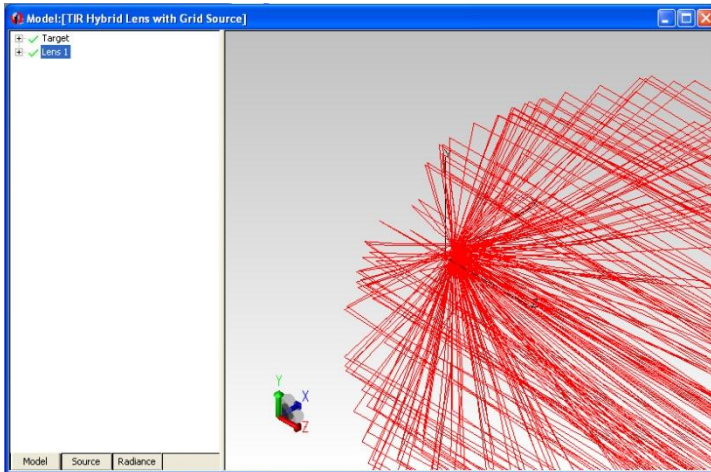 Model:[TIR Hybrid Lens with Grid Source]
Target
Lens 1
Y
X
Z
Model Source Radiance